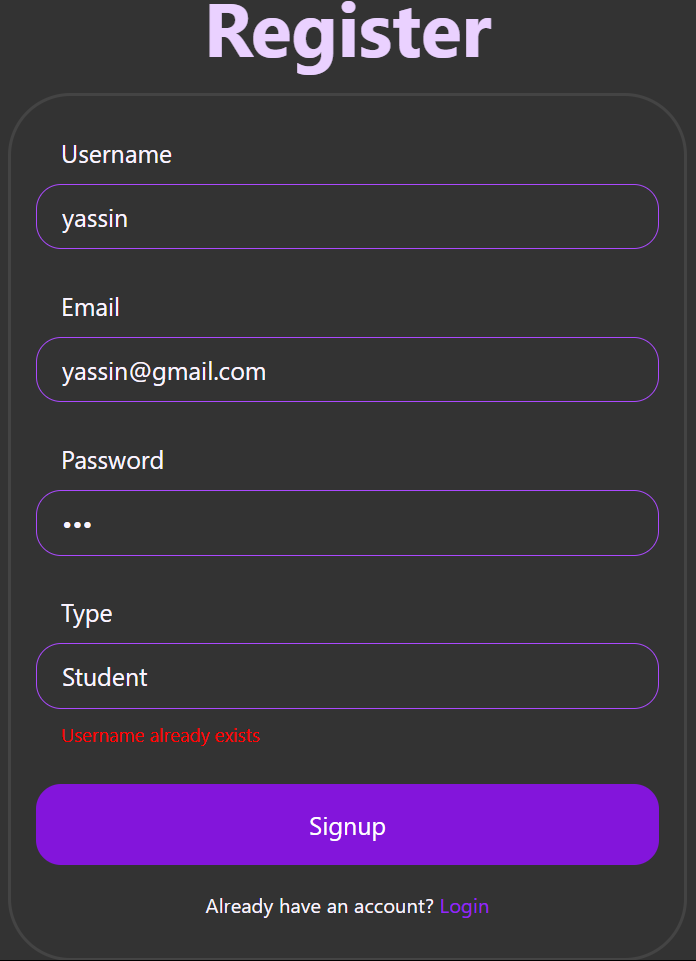 Register
Username
yassin
Email
yassin@gmail.com
Password
•••
Type
Student
Username already exists
Signup
Already have an account? Login